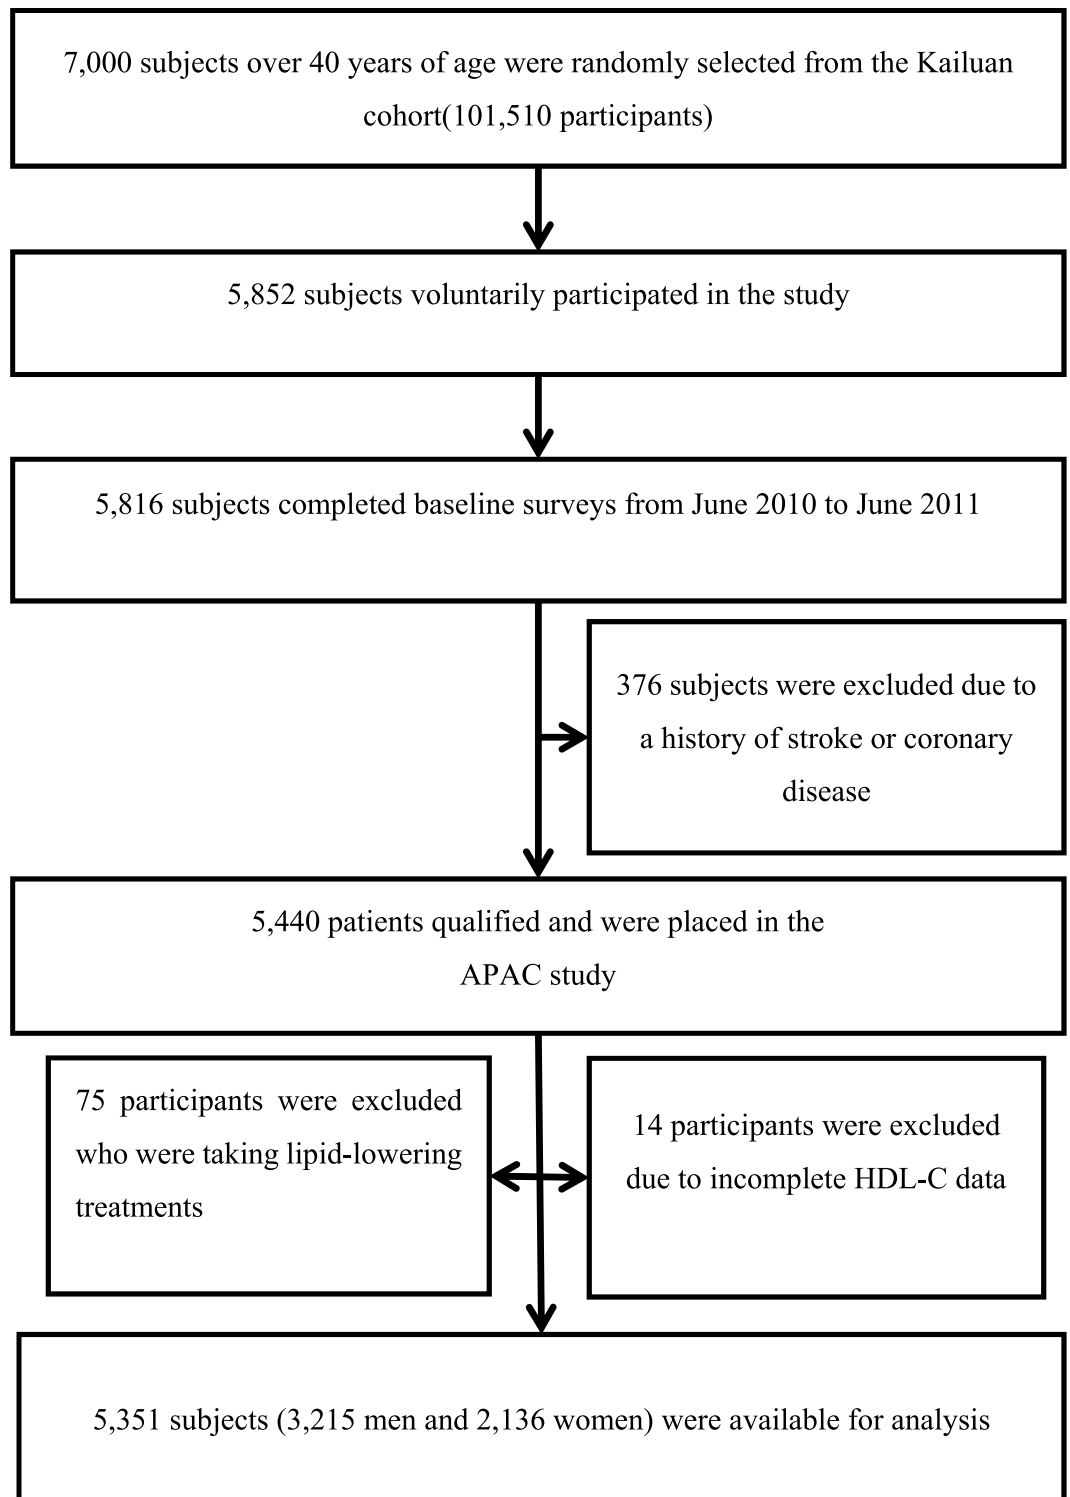 7,000 subjects over 40 years of age were randomly selected from the Kailuan
cohort(101,510 participants)
5,852 subjects voluntarily participated in the study
5,816 subjects completed baseline surveys from June 2010 to June 2011
376 subjects were excluded due to
a history of stroke or coronary
disease
5,440 patients qualified and were placed in the
APAC study
75 participants were excluded
who were taking lipid-lowering
treatments
14 participants were excluded
due to incomplete HDL-C data
5,351 subjects (3,215 men and 2,136 women) were available for analysis